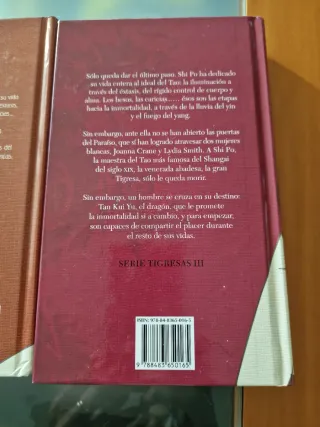 Sólo queda dar el último paso. Shi Po ha dedicado
su vida entera al ideal del Tao: la iluminación a
través del éxtasis, del rígido control de cuerpo y
alma. Los besos, las caricias..... ésos son las etapas
hacia la inmortalidad, a través de la lluvia del yin
y el fuego del yang.
Sin embargo, ante ella no se han abierto las puertas
del Paraíso, que sí han logrado atravesar dos mujeres
blancas, Joanna Crane y Lydia Smith. A Shi Po,
la maestra del Tao más famosa del Shangai
del siglo XIX, la venerada abadesa, la gran
Tigresa, sólo le queda morir.
Sin embargo, un hombre se cruza en su destino:
Tan Kui Yu, el dragón, que le promete
la inmortalidad si a cambio, y para empezar,
son capaces de compartir el placer durante
el resto de sus vidas.
SERIE TIGRESAS III
ISBN: 978-84-8365-016-5
9788483650165